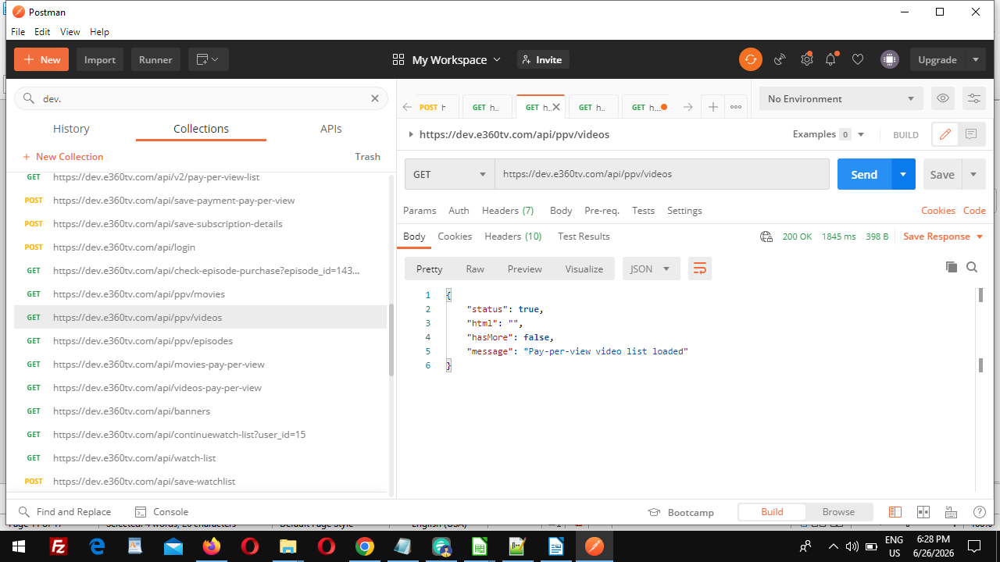 Postman
File Edit View Help
New Import Runner My Workspace Invite Upgrade
dev.
History Collections APIs
New Collection Trash
GET https://dev.e360tv.com/api/v2/pay-per-view-list
POST https://dev.e360tv.com/api/save-payment-pay-per-view
POST https://dev.e360tv.com/api/save-subscription-details
POST https://dev.e360tv.com/api/login
GET https://dev.e360tv.com/api/check-episode-purchase?episode_id=143...
GET https://dev.e360tv.com/api/ppv/movies
GET https://dev.e360tv.com/api/ppv/videos
GET https://dev.e360tv.com/api/ppv/episodes
GET https://dev.e360tv.com/api/movies-pay-per-view
GET https://dev.e360tv.com/api/videos-pay-per-view
GET https://dev.e360tv.com/api/banners
GET https://dev.e360tv.com/api/continuewatch-list?user_id=15
GET https://dev.e360tv.com/api/watch-list
POST https://dev.e360tv.com/api/save-watchlist
POST h GET h.. GET h.. GET h.. GET h... No Environment
https://dev.e360tv.com/api/ppv/videos Examples 0 BUILD
GET https://dev.e360tv.com/api/ppv/videos Send Save
Params Auth Headers (7) Body Pre-req. Tests Settings Cookies Code
Body Cookies Headers (10) Test Results 200 OK 1845 ms 398 B Save Response
Pretty Raw Preview Visualize JSON
1 {
2 "status": true,
3 "html": "",
4 "hasMore": false,
5 "message": "Pay-per-view video list loaded"
6 }
Find and Replace Console Bootcamp Build Browse
ENG 6:28 PM
US 6/26/2026